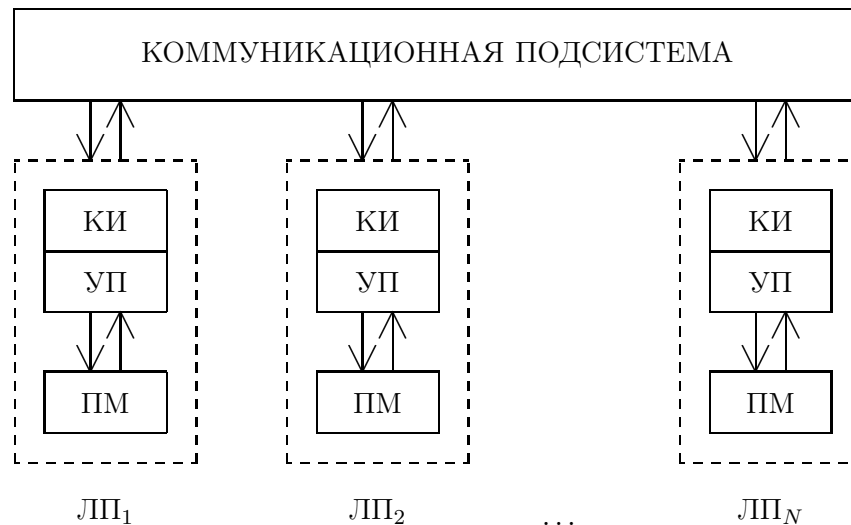 КОММУНИКАЦИОННАЯ ПОДСИСТЕМА
КИ КИ КИ
УП УП УП
ПМ ПМ ПМ
ЛП₁ ЛП₂ ... ЛП_N